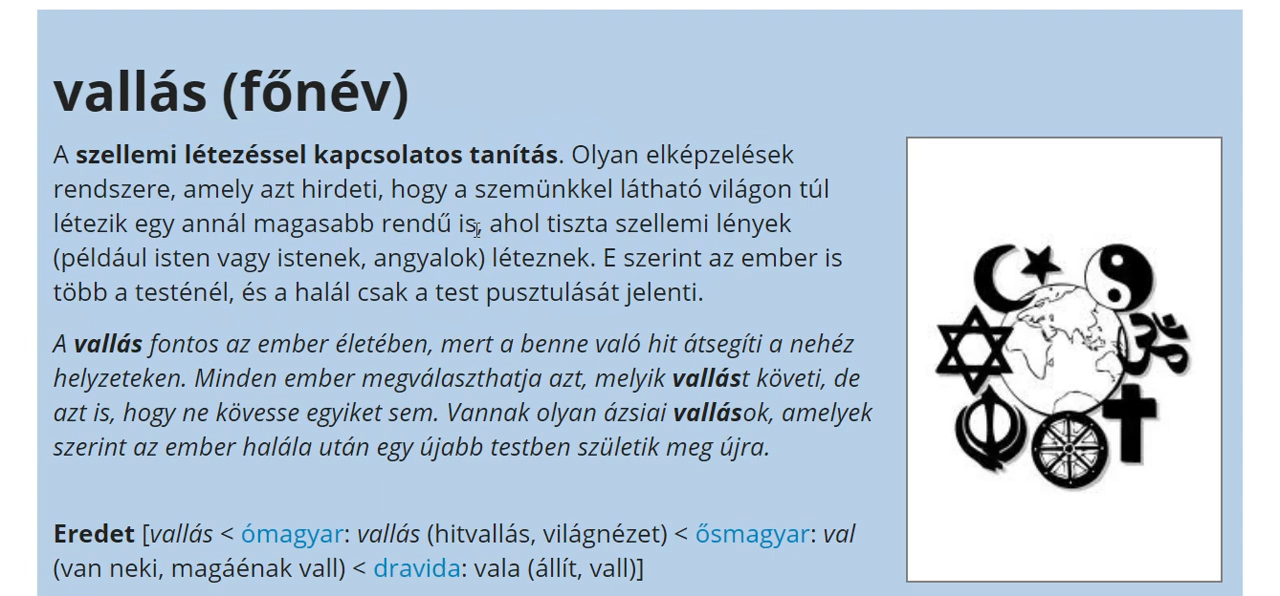 vallás (főnév)
A szellemi létezéssel kapcsolatos tanítás. Olyan elképzelések
rendszere, amely azt hirdeti, hogy a szemünkkel látható világon túl
létezik egy annál magasabb rendű is, ahol tiszta szellemi lények
(például isten vagy istenek, angyalok) léteznek. E szerint az ember is
több a testénél, és a halál csak a test pusztulását jelenti.
A vallás fontos az ember életében, mert a benne való hit átsegíti a nehéz
helyzeteken. Minden ember megválaszthatja azt, melyik vallást követi, de
azt is, hogy ne kövesse egyiket sem. Vannak olyan ázsiai vallások, amelyek
szerint az ember halála után egy újabb testben születik meg újra.
Eredet [vallás < ómagyar: vallás (hitvallás, világnézet) < ősmagyar: val
(van neki, magáénak vall) < dravida: vala (állít, vall)]